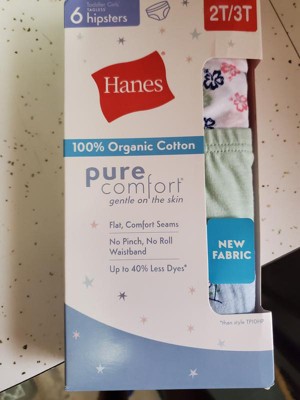 6
Toddler Girls'
TAGLESS
hipsters
2T/3T
Hanes
100% Organic Cotton
pure
comfort®
gentle on the skin
Flat, Comfort Seams
No Pinch, No Roll
Waistband
Up to 40% Less Dyes*
NEW
FABRIC